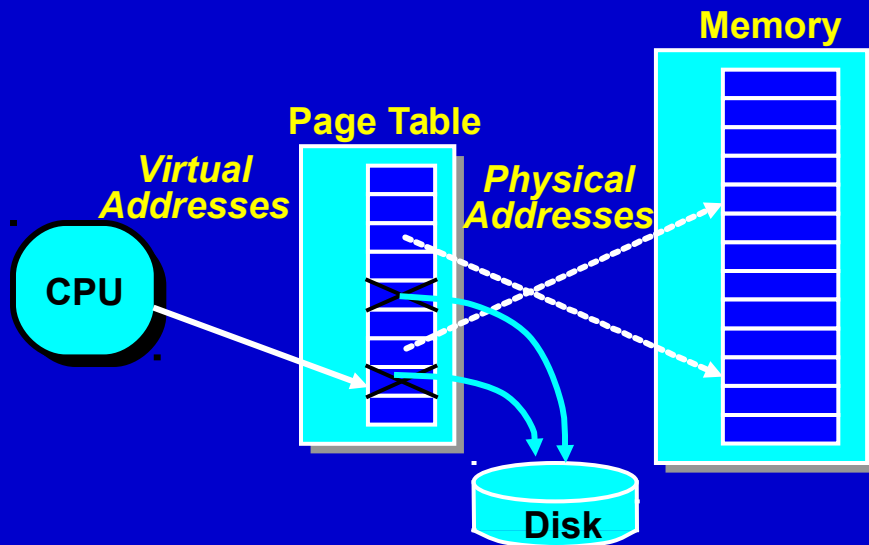 Memory
Page Table
Virtual
Addresses
Physical
Addresses
CPU
Disk